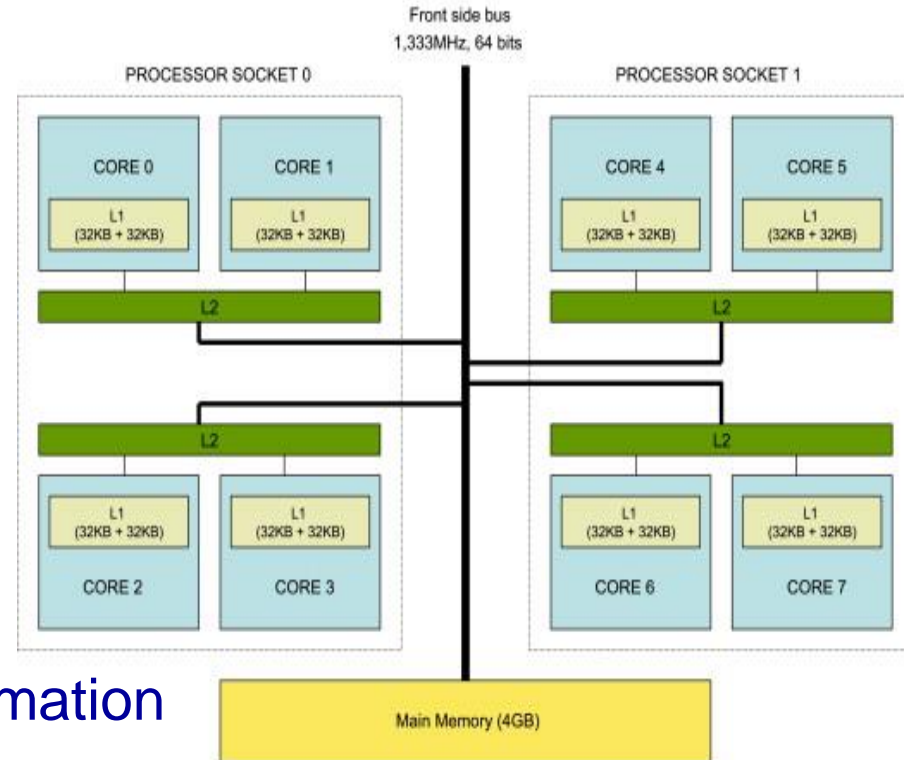 Front side bus
1,333MHz, 64 bits
PROCESSOR SOCKET 0
PROCESSOR SOCKET 1
CORE 0
CORE 1
CORE 4
CORE 5
L1
(32KB + 32KB)
L1
(32KB + 32KB)
L1
(32KB + 32KB)
L1
(32KB + 32KB)
L2
L2
L2
L2
L1
(32KB + 32KB)
L1
(32KB + 32KB)
L1
(32KB + 32KB)
L1
(32KB + 32KB)
CORE 2
CORE 3
CORE 6
CORE 7
mation
Main Memory (4GB)